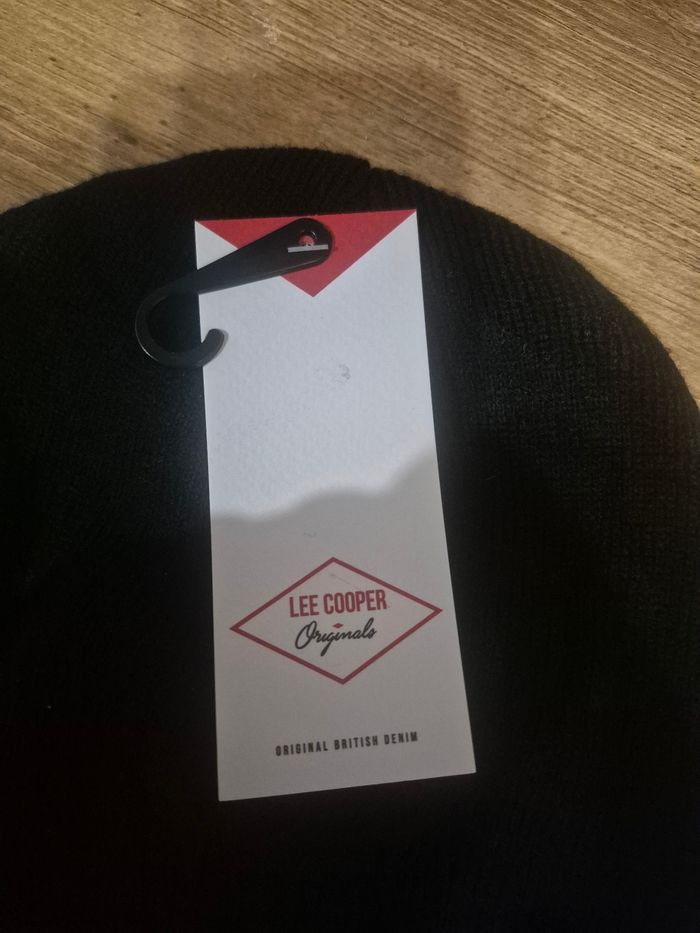 LEE COOPER
Originals
ORIGINAL BRITISH DENIM